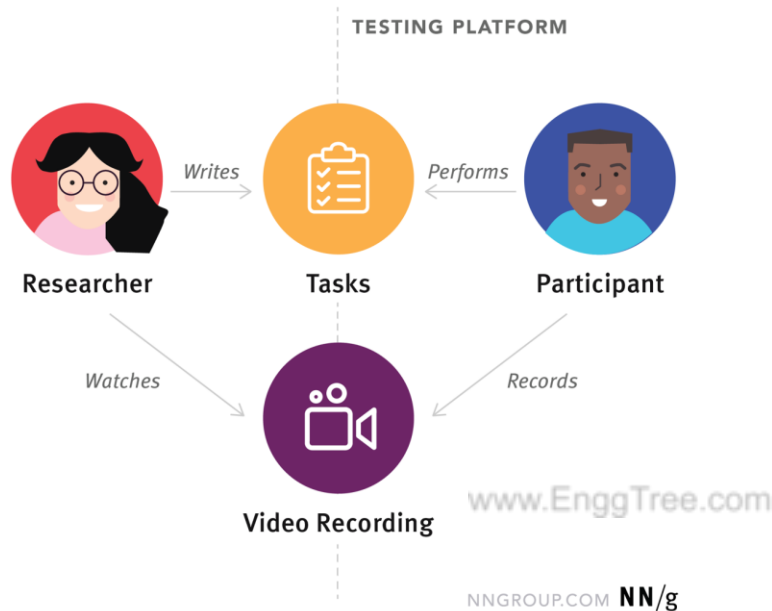 TESTING PLATFORM
Writes
Performs
Researcher
Tasks
Participant
Watches
Records
www.EnggTree.com
Video Recording
NNGROUP.COM NN/g